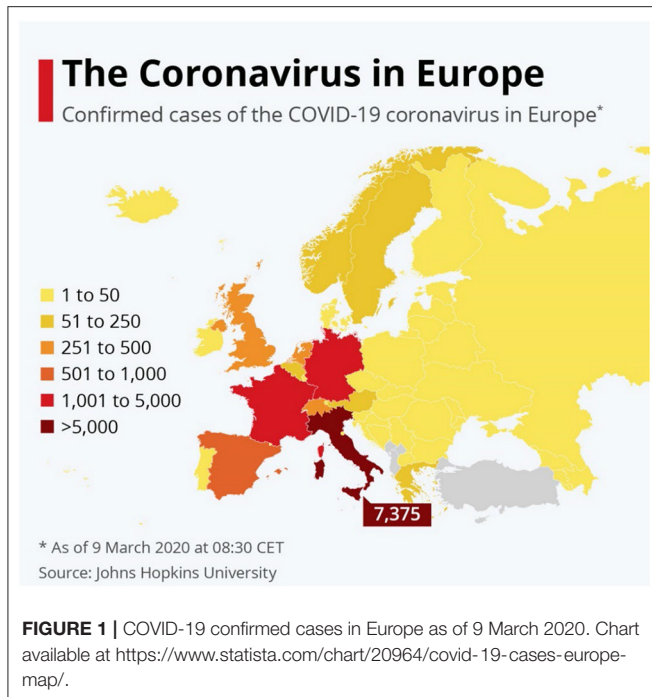 The Coronavirus in Europe
Confirmed cases of the COVID-19 coronavirus in Europe*
1 to 50
51 to 250
251 to 500
501 to 1,000
1,001 to 5,000
>5,000
7,375
* As of 9 March 2020 at 08:30 CET
Source: Johns Hopkins University
FIGURE 1 | COVID-19 confirmed cases in Europe as of 9 March 2020. Chart
available at https://www.statista.com/chart/20964/covid-19-cases-europe-
map/.